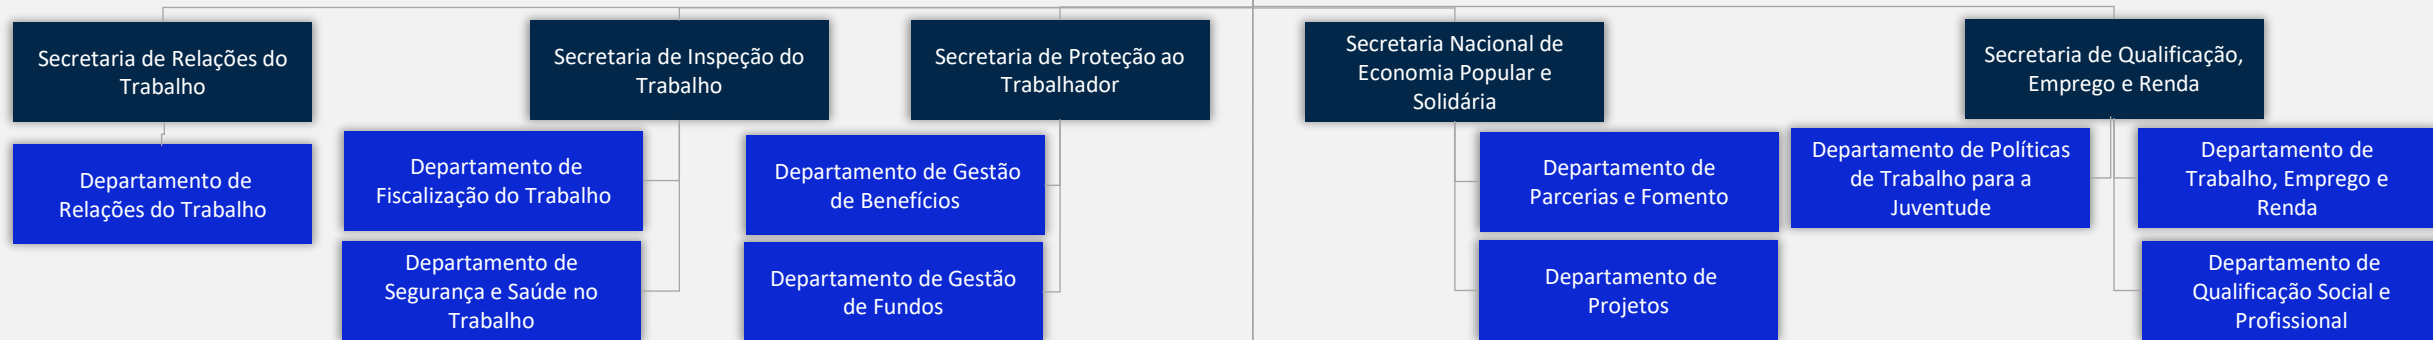 Secretaria de Relações do
Trabalho
Secretaria de Inspeção do
Trabalho
Secretaria de Proteção ao
Trabalhador
Secretaria Nacional de
Economia Popular e
Solidária
Secretaria de Qualificação,
Emprego e Renda
Departamento de
Relações do Trabalho
Departamento de
Fiscalização do Trabalho
Departamento de Gestão
de Benefícios
Departamento de
Parcerias e Fomento
Departamento de Políticas
de Trabalho para a
Juventude
Departamento de
Trabalho, Emprego e
Renda
Departamento de
Segurança e Saúde no
Trabalho
Departamento de Gestão
de Fundos
Departamento de
Projetos
Departamento de
Qualificação Social e
Profissional